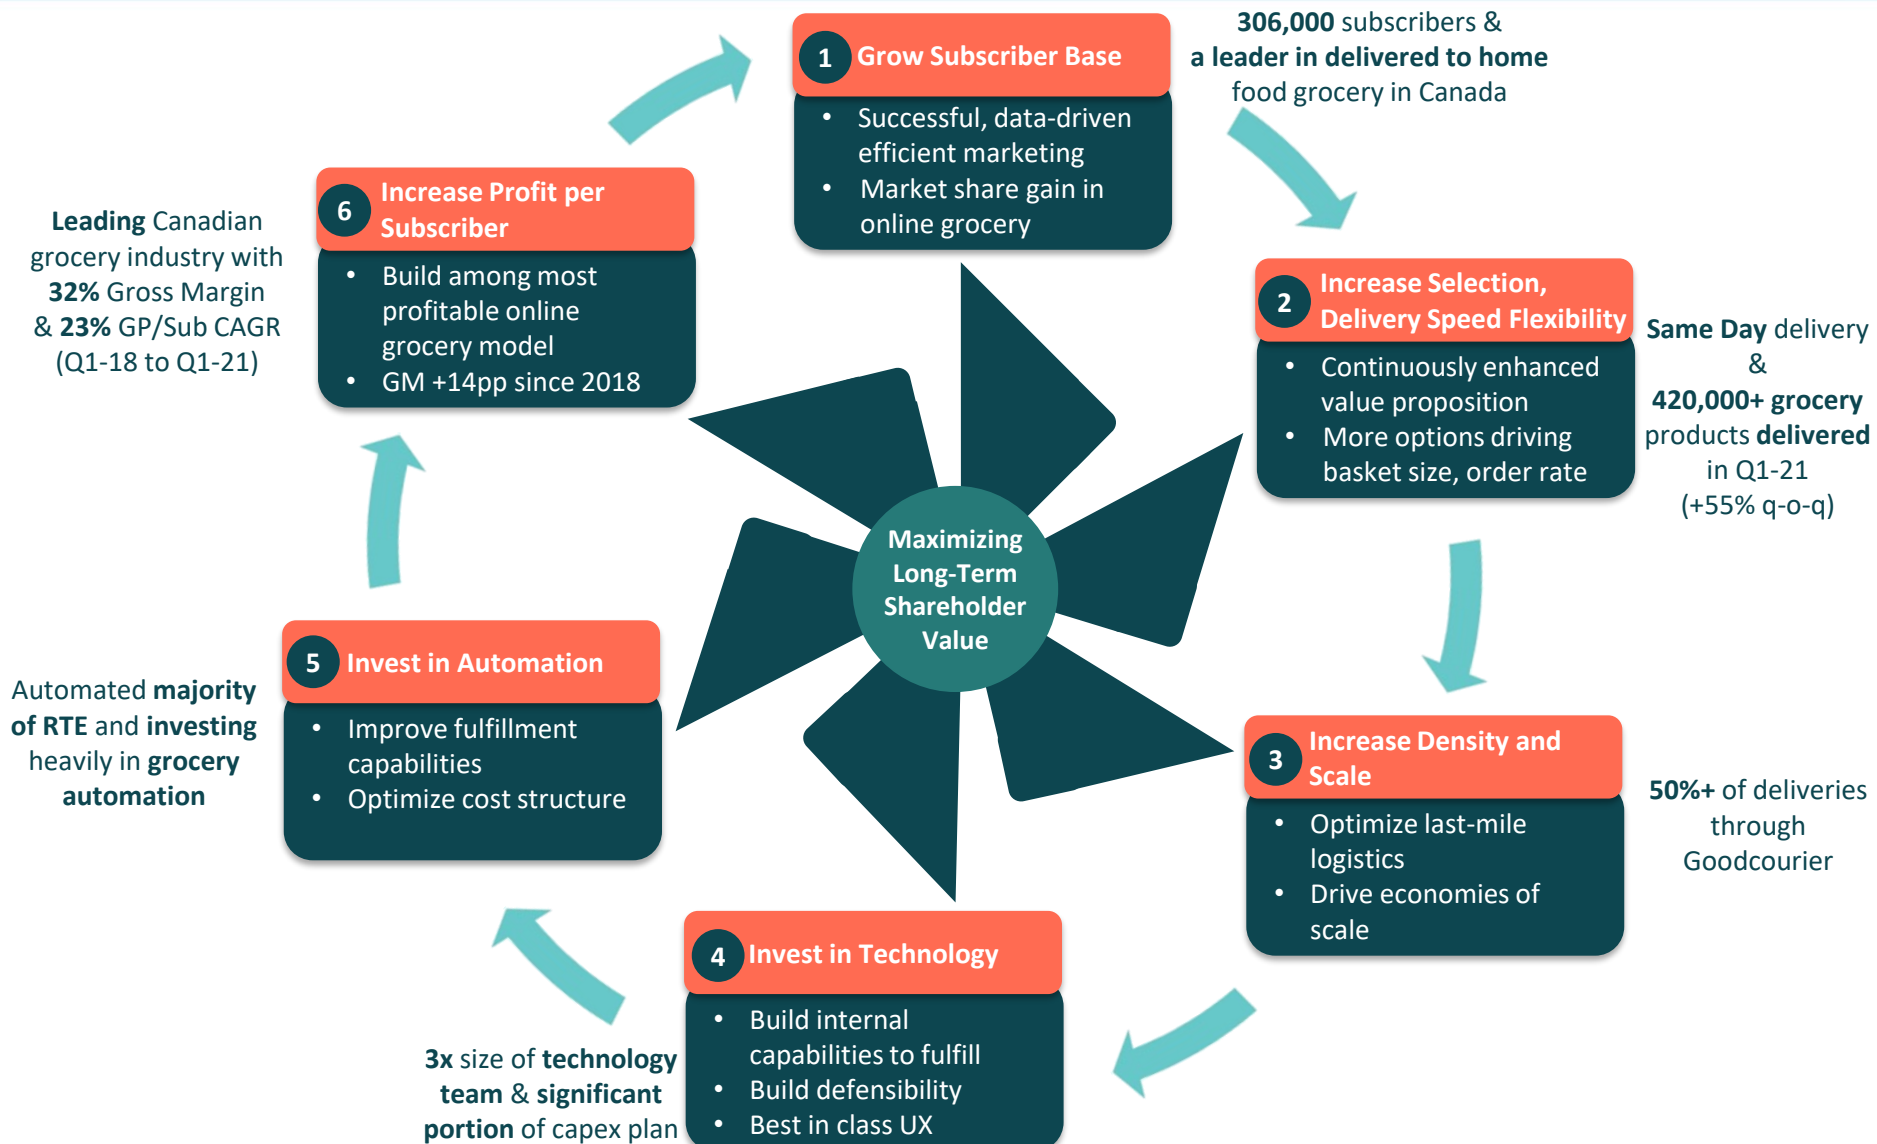 1 Grow Subscriber Base
• Successful, data-driven
efficient marketing
• Market share gain in
online grocery
306,000 subscribers &
a leader in delivered to home
food grocery in Canada
2
Increase Selection,
Delivery Speed Flexibility
• Continuously enhanced
value proposition
• More options driving
basket size, order rate
Same Day delivery
&
420,000+ grocery
products delivered
in Q1-21
(+55% q-o-q)
3
Increase Density and
Scale
• Optimize last-mile
logistics
• Drive economies of
scale
50%+ of deliveries
through
Goodcourier
4 Invest in Technology
• Build internal
capabilities to fulfill
• Build defensibility
• Best in class UX
3x size of technology
team & significant
portion of capex plan
5 Invest in Automation
• Improve fulfillment
capabilities
• Optimize cost structure
Automated majority
of RTE and investing
heavily in grocery
automation
6
Increase Profit per
Subscriber
• Build among most
profitable online
grocery model
• GM +14pp since 2018
Leading Canadian
grocery industry with
32% Gross Margin
& 23% GP/Sub CAGR
(Q1-18 to Q1-21)
Maximizing
Long-Term
Shareholder
Value